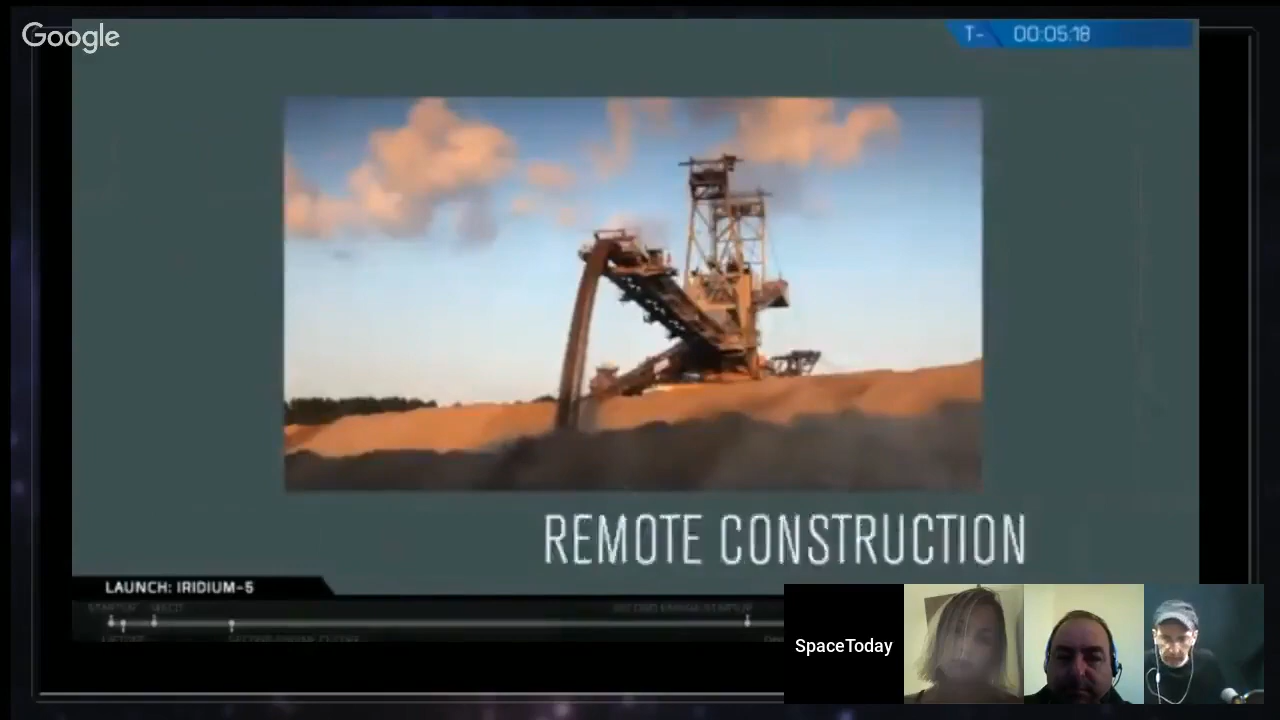 Google
T- 00:05:18
REMOTE CONSTRUCTION
LAUNCH: IRIDIUM-5
SpaceToday